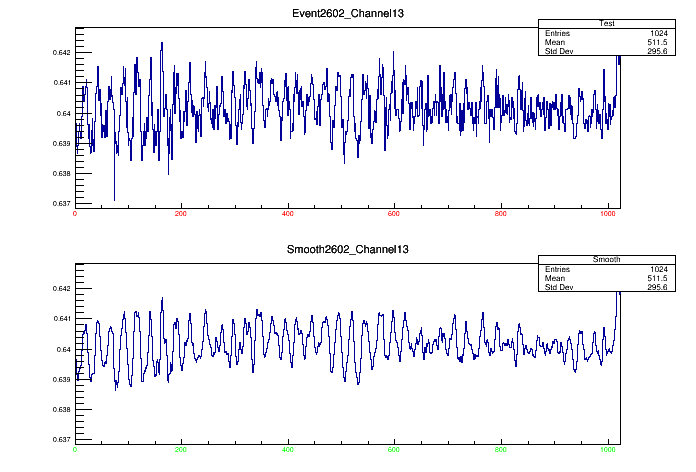 Event2602_Channel13
Test
Entries 1024
Mean 511.5
Std Dev 295.6
0.642
0.641
0.64
0.639
0.638
0.637
0 200 400 600 800 1000
Smooth2602_Channel13
Smooth
Entries 1024
Mean 511.5
Std Dev 295.6
0.642
0.641
0.64
0.639
0.638
0.637
0 200 400 600 800 1000